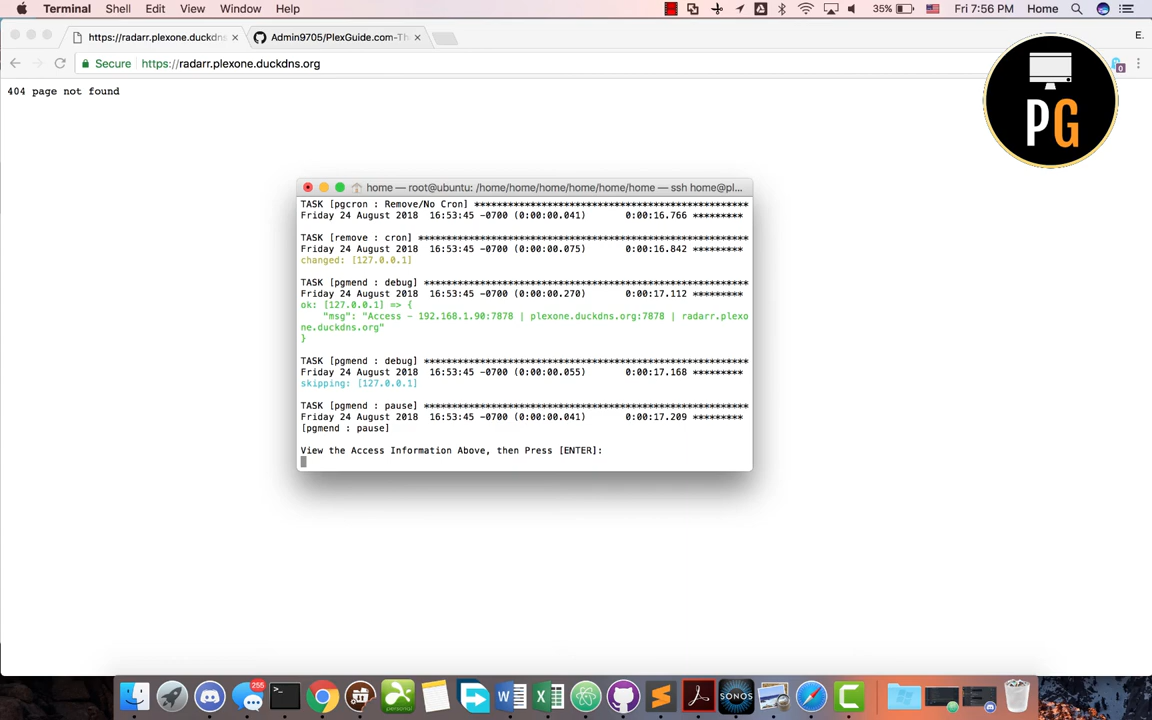 Terminal Shell Edit View Window Help 35% Fri 7:56 PM Home
https://radarr.plexone.duckdns Admin9705/PlexGuide.com-Th E.
Secure https://radarr.plexone.duckdns.org 0
404 page not found
PG
home — root@ubuntu: /home/home/home/home/home/home — ssh home@pl...
TASK [pgcron : Remove/No Cron] *************************************************
Friday 24 August 2018 16:53:45 -0700 (0:00:00.041) 0:00:16.766 *********
TASK [remove : cron] ***********************************************************
Friday 24 August 2018 16:53:45 -0700 (0:00:00.075) 0:00:16.842 *********
changed: [127.0.0.1]
TASK [pgmend : debug] **********************************************************
Friday 24 August 2018 16:53:45 -0700 (0:00:00.270) 0:00:17.112 *********
ok: [127.0.0.1] => {
"msg": "Access - 192.168.1.90:7878 | plexone.duckdns.org:7878 | radarr.plexo
ne.duckdns.org"
}
TASK [pgmend : debug] **********************************************************
Friday 24 August 2018 16:53:45 -0700 (0:00:00.055) 0:00:17.168 *********
skipping: [127.0.0.1]
TASK [pgmend : pause] **********************************************************
Friday 24 August 2018 16:53:45 -0700 (0:00:00.041) 0:00:17.209 *********
[pgmend : pause]
View the Access Information Above, then Press [ENTER]:
255
personal
SONOS